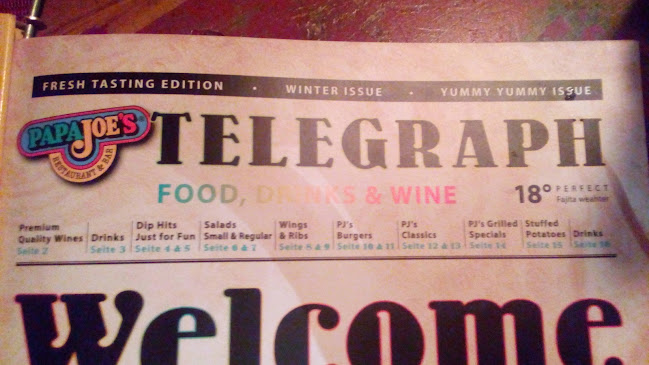 FRESH TASTING EDITION • WINTER ISSUE • YUMMY YUMMY ISSUE
PAPA JOE'S
RESTAURANT & BAR
TELEGRAPH
FOOD, DRINKS & WINE
18° PERFECT
Fajita weather
Premium
Quality Wines
Seite 2
Drinks
Seite 3
Dip Hits
Just for Fun
Seite 4 & 5
Salads
Small & Regular
Seite 6 & 7
Wings
& Ribs
Seite 8 & 9
PJ's
Burgers
Seite 10 & 11
PJ's
Classics
Seite 12 & 13
PJ's Grilled
Specials
Seite 14
Stuffed
Potatoes
Seite 15
Drinks
Seite 16
Welcome